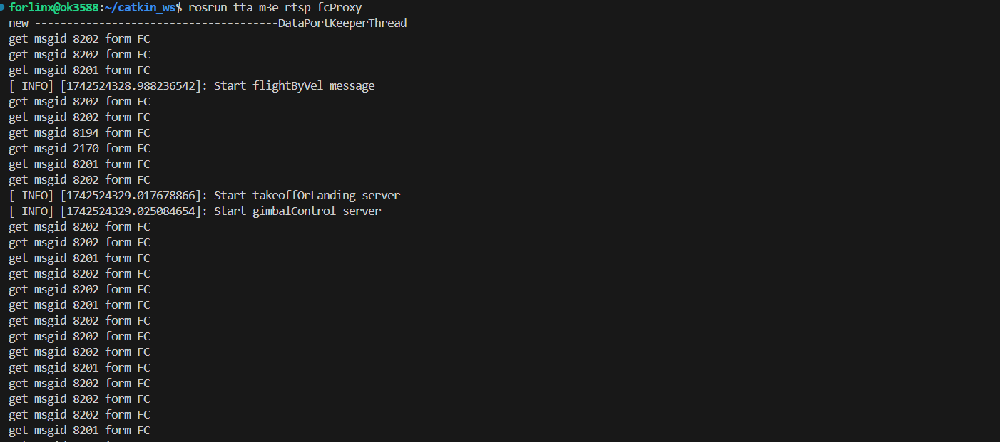 forlinx@ok3588:~/catkin_ws$ rosrun tta_m3e_rtsp fcProxy
new --------------------------------------DataPortKeeperThread
get msgid 8202 form FC
get msgid 8202 form FC
get msgid 8201 form FC
[ INFO] [1742524328.988236542]: Start flightByVel message
get msgid 8202 form FC
get msgid 8202 form FC
get msgid 8194 form FC
get msgid 2170 form FC
get msgid 8201 form FC
get msgid 8202 form FC
[ INFO] [1742524329.017678866]: Start takeoffOrLanding server
[ INFO] [1742524329.025084654]: Start gimbalControl server
get msgid 8202 form FC
get msgid 8202 form FC
get msgid 8201 form FC
get msgid 8202 form FC
get msgid 8202 form FC
get msgid 8201 form FC
get msgid 8202 form FC
get msgid 8202 form FC
get msgid 8202 form FC
get msgid 8201 form FC
get msgid 8202 form FC
get msgid 8202 form FC
get msgid 8202 form FC
get msgid 8201 form FC